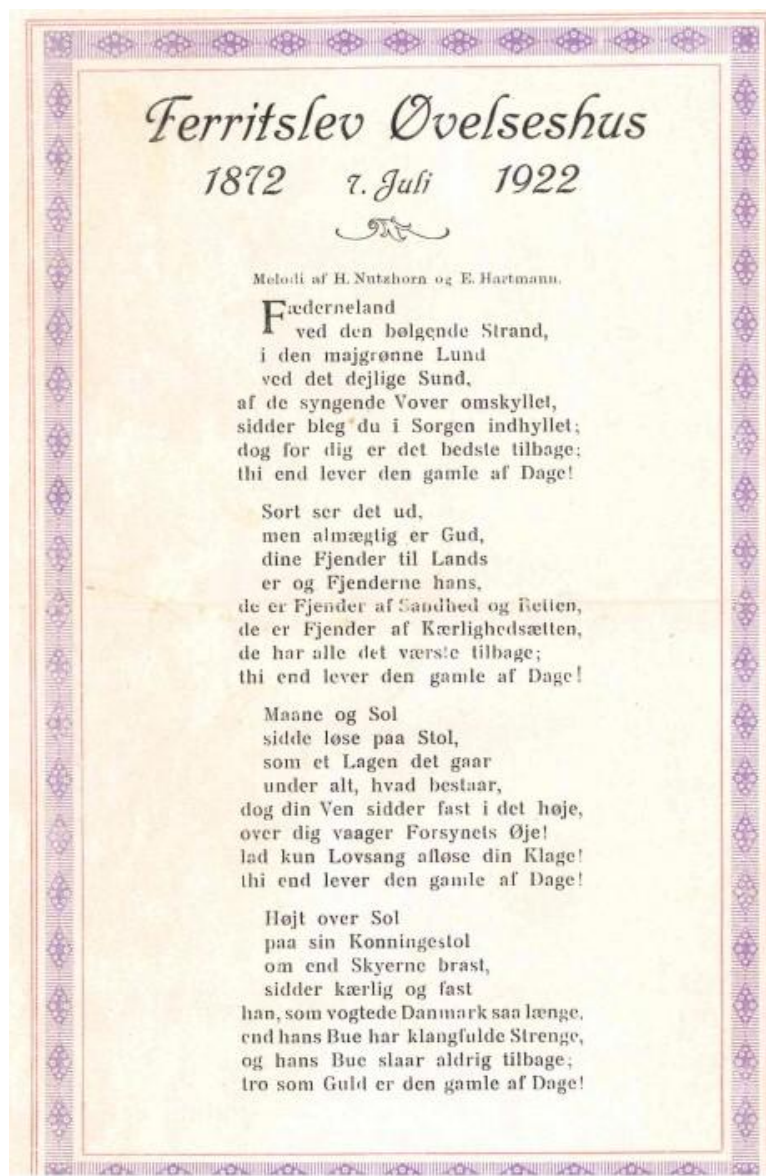 Ferritslev Øvelseshus
1872 7. Juli 1922
Melodi af H. Nutzhorn og E. Hartmann.
Fæderneland
ved den bølgende Strand,
i den majgrønne Lund
ved det dejlige Sund,
af de syngende Vover omskyllet,
sidder bleg du i Sorgen indhyllet;
dog for dig er det bedste tilbage;
thi end lever den gamle af Dage!
Sort ser det ud,
men almægtig er Gud,
dine Fjender til Lands
er og Fjenderne hans,
de er Fjender af Sandhed og Retten,
de er Fjender af Kærlighedsætten,
de har alle det værste tilbage;
thi end lever den gamle af Dage!
Maane og Sol
sidde løse paa Stol,
som et Lagen det gaar
under alt, hvad bestaar,
dog din Ven sidder fast i det høje,
over dig vaager Forsynets Øje!
lad kun Lovsang afløse din Klage!
thi end lever den gamle af Dage!
Højt over Sol
paa sin Konningestol
om end Skyerne brast,
sidder kærlig og fast
han, som vogtede Danmark saa længe,
end hans Bue har klangfulde Strenge,
og hans Bue slaar aldrig tilbage;
tro som Guld er den gamle af Dage!